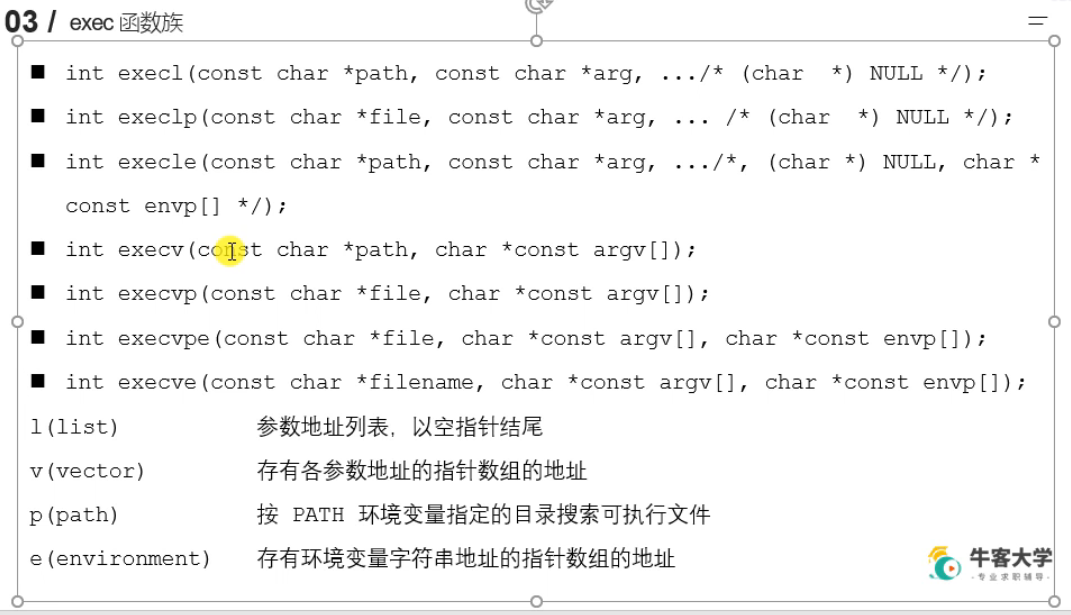 03 / exec 函数族
■ int execl(const char *path, const char *arg, .../* (char  *) NULL */);
■ int execlp(const char *file, const char *arg, ... /* (char  *) NULL */);
■ int execle(const char *path, const char *arg, .../*, (char *) NULL, char *
const envp[] */);
■ int execv(const char *path, char *const argv[]);
■ int execvp(const char *file, char *const argv[]);
■ int execvpe(const char *file, char *const argv[], char *const envp[]);
■ int execve(const char *filename, char *const argv[], char *const envp[]);
l(list) 参数地址列表，以空指针结尾
v(vector) 存有各参数地址的指针数组的地址
p(path) 按 PATH 环境变量指定的目录搜索可执行文件
e(environment) 存有环境变量字符串地址的指针数组的地址
牛客大学
·专业求职辅导·